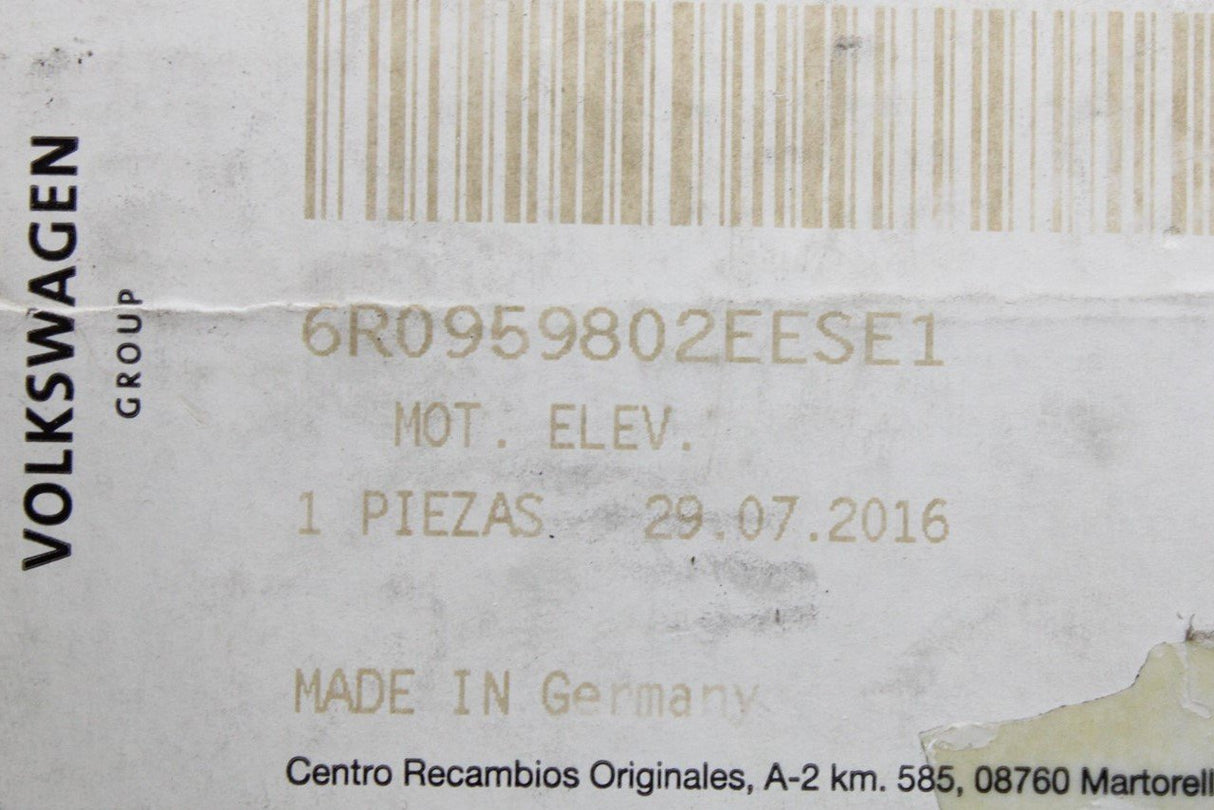 VOLKSWAGEN
GROUP
6R0959802EESE1
MOT. ELEV.
1 PIEZAS 29.07.2016
MADE IN Germany
Centro Recambios Originales, A-2 km. 585, 08760 Martorell